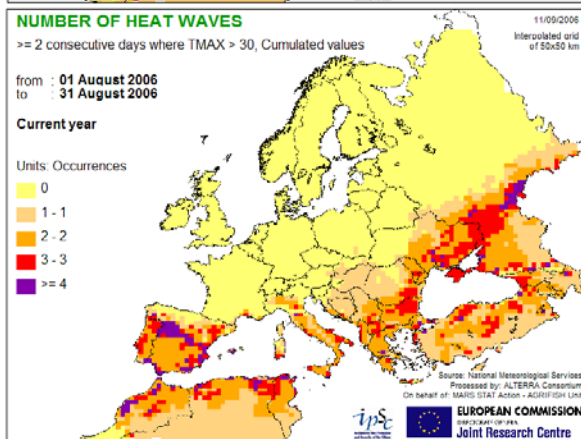 NUMBER OF HEAT WAVES
11/09/2006
>= 2 consecutive days where TMAX > 30, Cumulated values
Interpolated grid
of 50x50 km
from : 01 August 2006
to : 31 August 2006
Current year
Units: Occurrences
0
1 - 1
2 - 2
3 - 3
>= 4
Source: National Meteorological Services
Processed by: ALTERRA Consortium
On behalf of: MARS STAT Action - AGRIFISH Unit
ipsc
EUROPEAN COMMISSION
Joint Research Centre